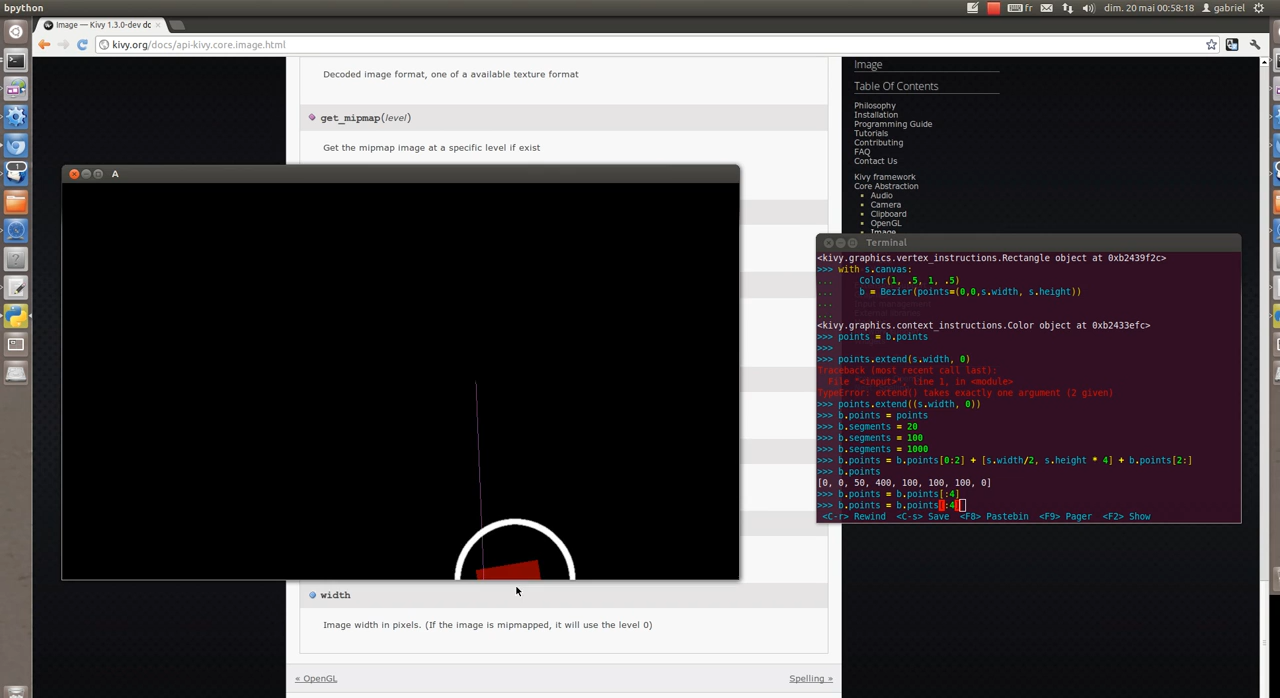 bpython
fr
dim. 20 mai 00:58:18
gabriel
Image — Kivy 1.3.0-dev dc
kivy.org/docs/api-kivy.core.image.html
Decoded image format, one of a available texture format
get_mipmap(level)
Get the mipmap image at a specific level if exist
A
width
Image width in pixels. (If the image is mipmapped, it will use the level 0)
« OpenGL
Spelling »
Image
Table Of Contents
Philosophy
Installation
Programming Guide
Tutorials
Contributing
FAQ
Contact Us
Kivy framework
Core Abstraction
Audio
Camera
Clipboard
OpenGL
Image
Terminal
<kivy.graphics.vertex_instructions.Rectangle object at 0xb2439f2c>
>>> with s.canvas:
...     Color(1, .5, 1, .5)
...     b = Bezier(points=(0,0,s.width, s.height))
...
...
<kivy.graphics.context_instructions.Color object at 0xb2433efc>
>>> points = b.points
>>>
>>> points.extend(s.width, 0)
Traceback (most recent call last):
  File "<input>", line 1, in <module>
TypeError: extend() takes exactly one argument (2 given)
>>> points.extend((s.width, 0))
>>> b.points = points
>>> b.segments = 20
>>> b.segments = 100
>>> b.segments = 1000
>>> b.points = b.points[0:2] + [s.width/2, s.height * 4] + b.points[2:]
>>> b.points
[0, 0, 50, 400, 100, 100, 100, 0]
>>> b.points = b.points[:4]
>>> b.points = b.points[:4]
<C-r> Rewind  <C-s> Save  <F8> Pastebin  <F9> Pager  <F2> Show